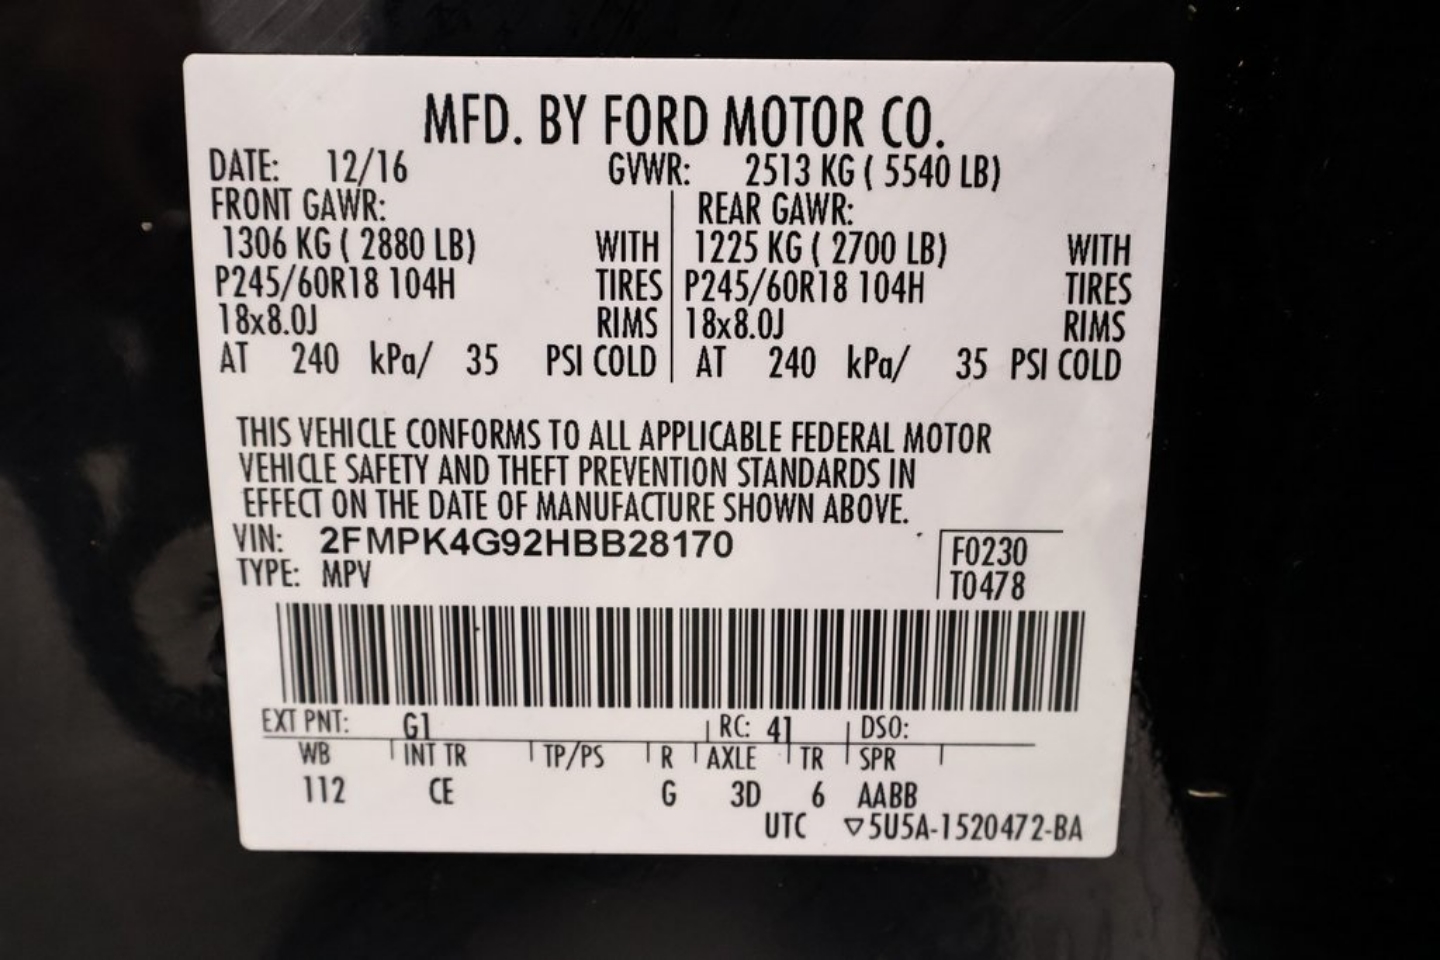 MFD. BY FORD MOTOR CO.
DATE: 12/16 GVWR: 2513 KG ( 5540 LB)
FRONT GAWR: REAR GAWR:
1306 KG ( 2880 LB) WITH 1225 KG ( 2700 LB) WITH
P245/60R18 104H TIRES P245/60R18 104H TIRES
18x8.0J RIMS 18x8.0J RIMS
AT 240 kPa/ 35 PSI COLD AT 240 kPa/ 35 PSI COLD
THIS VEHICLE CONFORMS TO ALL APPLICABLE FEDERAL MOTOR
VEHICLE SAFETY AND THEFT PREVENTION STANDARDS IN
EFFECT ON THE DATE OF MANUFACTURE SHOWN ABOVE.
VIN: 2FMPK4G92HBB28170 F0230
TYPE: MPV T0478
EXT PNT: G1 RC: 41 DSO:
WB INT TR TP/PS R AXLE TR SPR
112 CE G 3D 6 AABB
UTC ▽5U5A-1520472-BA